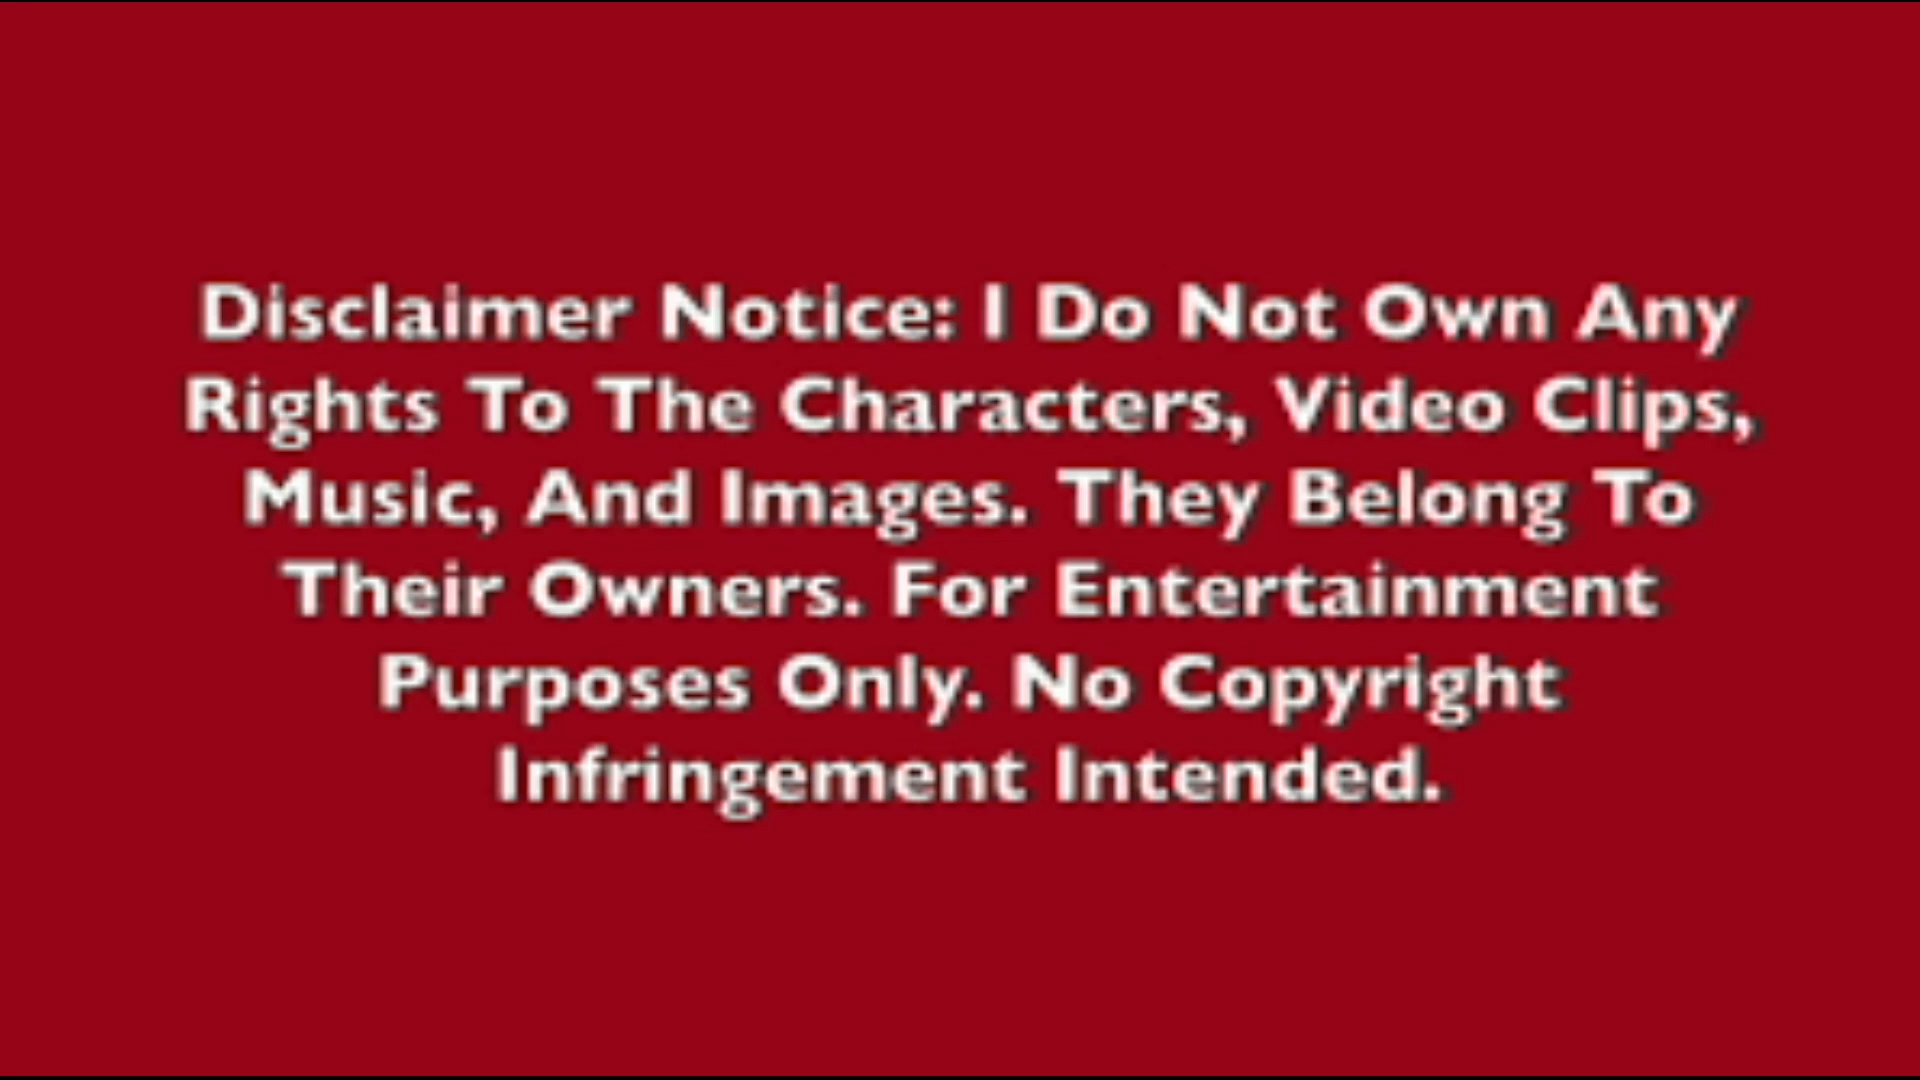 Disclaimer Notice: I Do Not Own Any
Rights To The Characters, Video Clips,
Music, And Images. They Belong To
Their Owners. For Entertainment
Purposes Only. No Copyright
Infringement Intended.